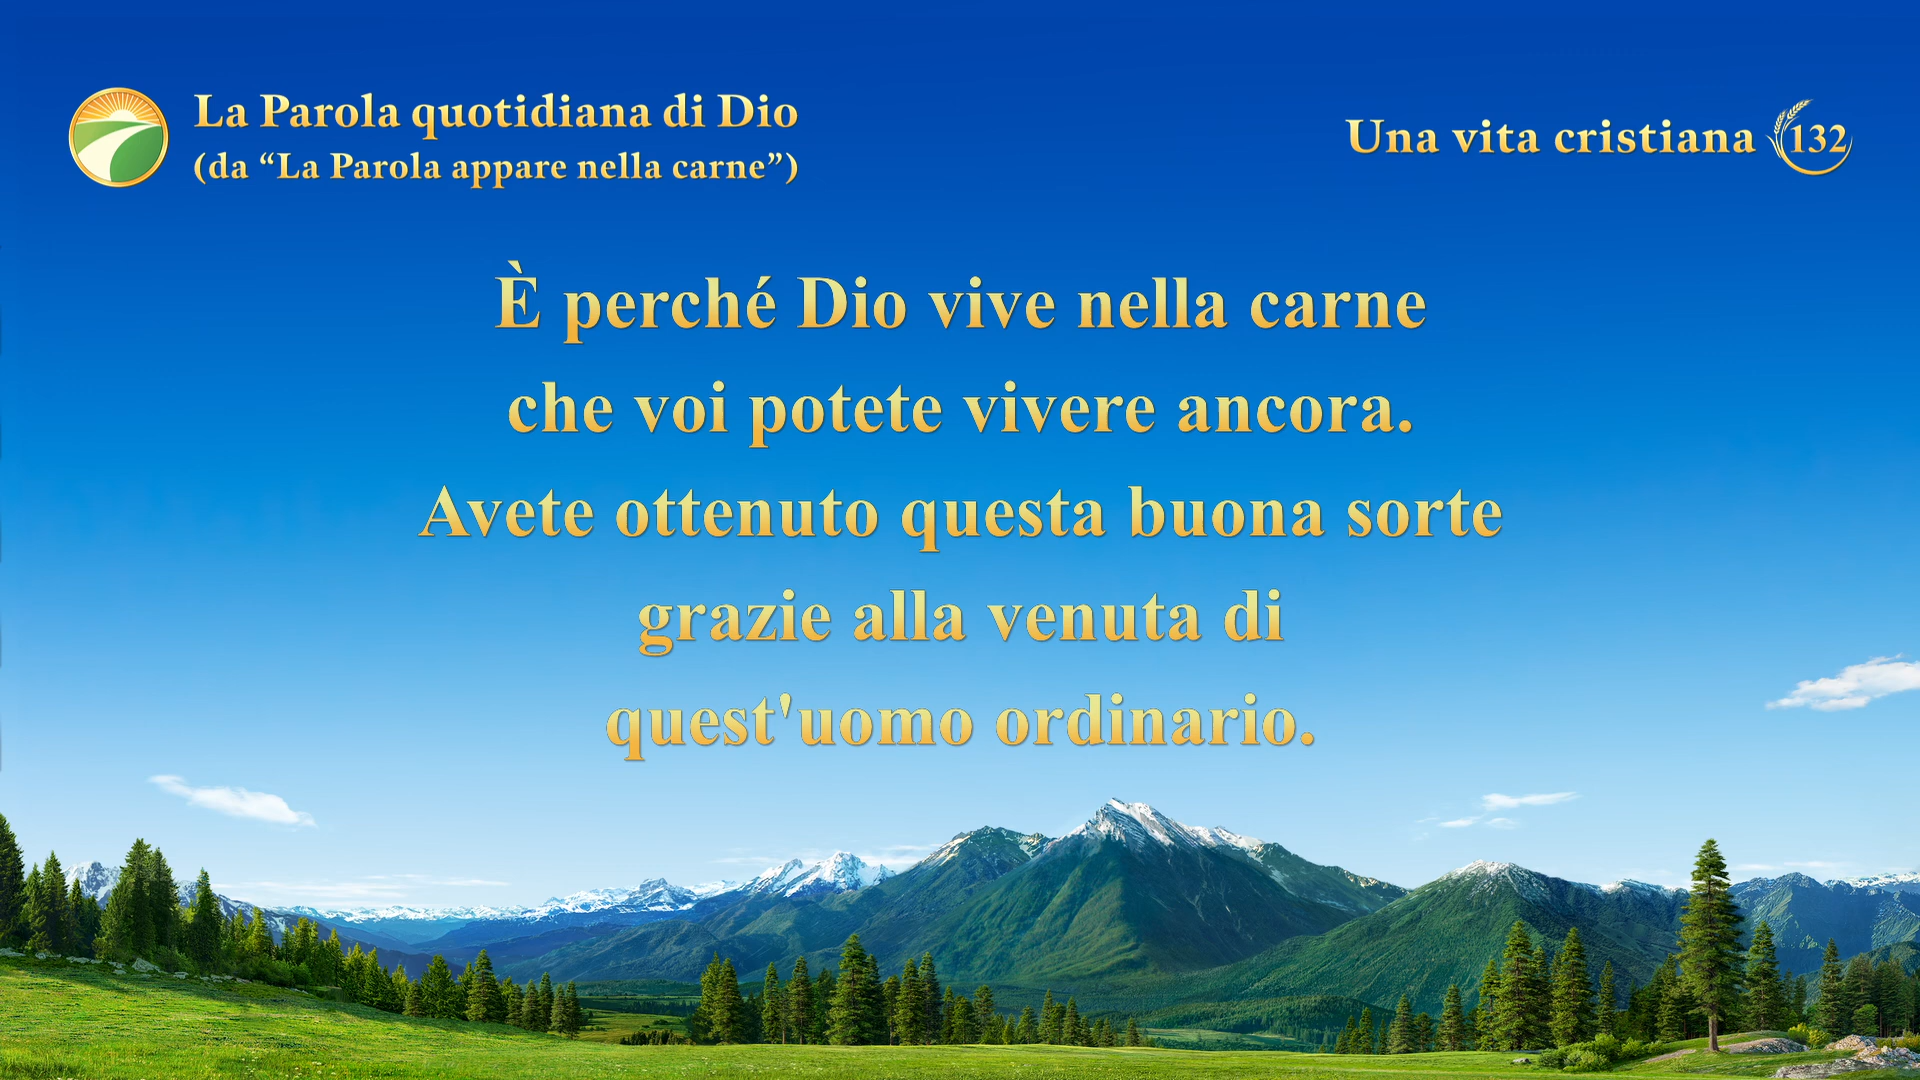 La Parola quotidiana di Dio
(da “La Parola appare nella carne”)
Una vita cristiana 132
È perché Dio vive nella carne
che voi potete vivere ancora.
Avete ottenuto questa buona sorte
grazie alla venuta di
quest'uomo ordinario.